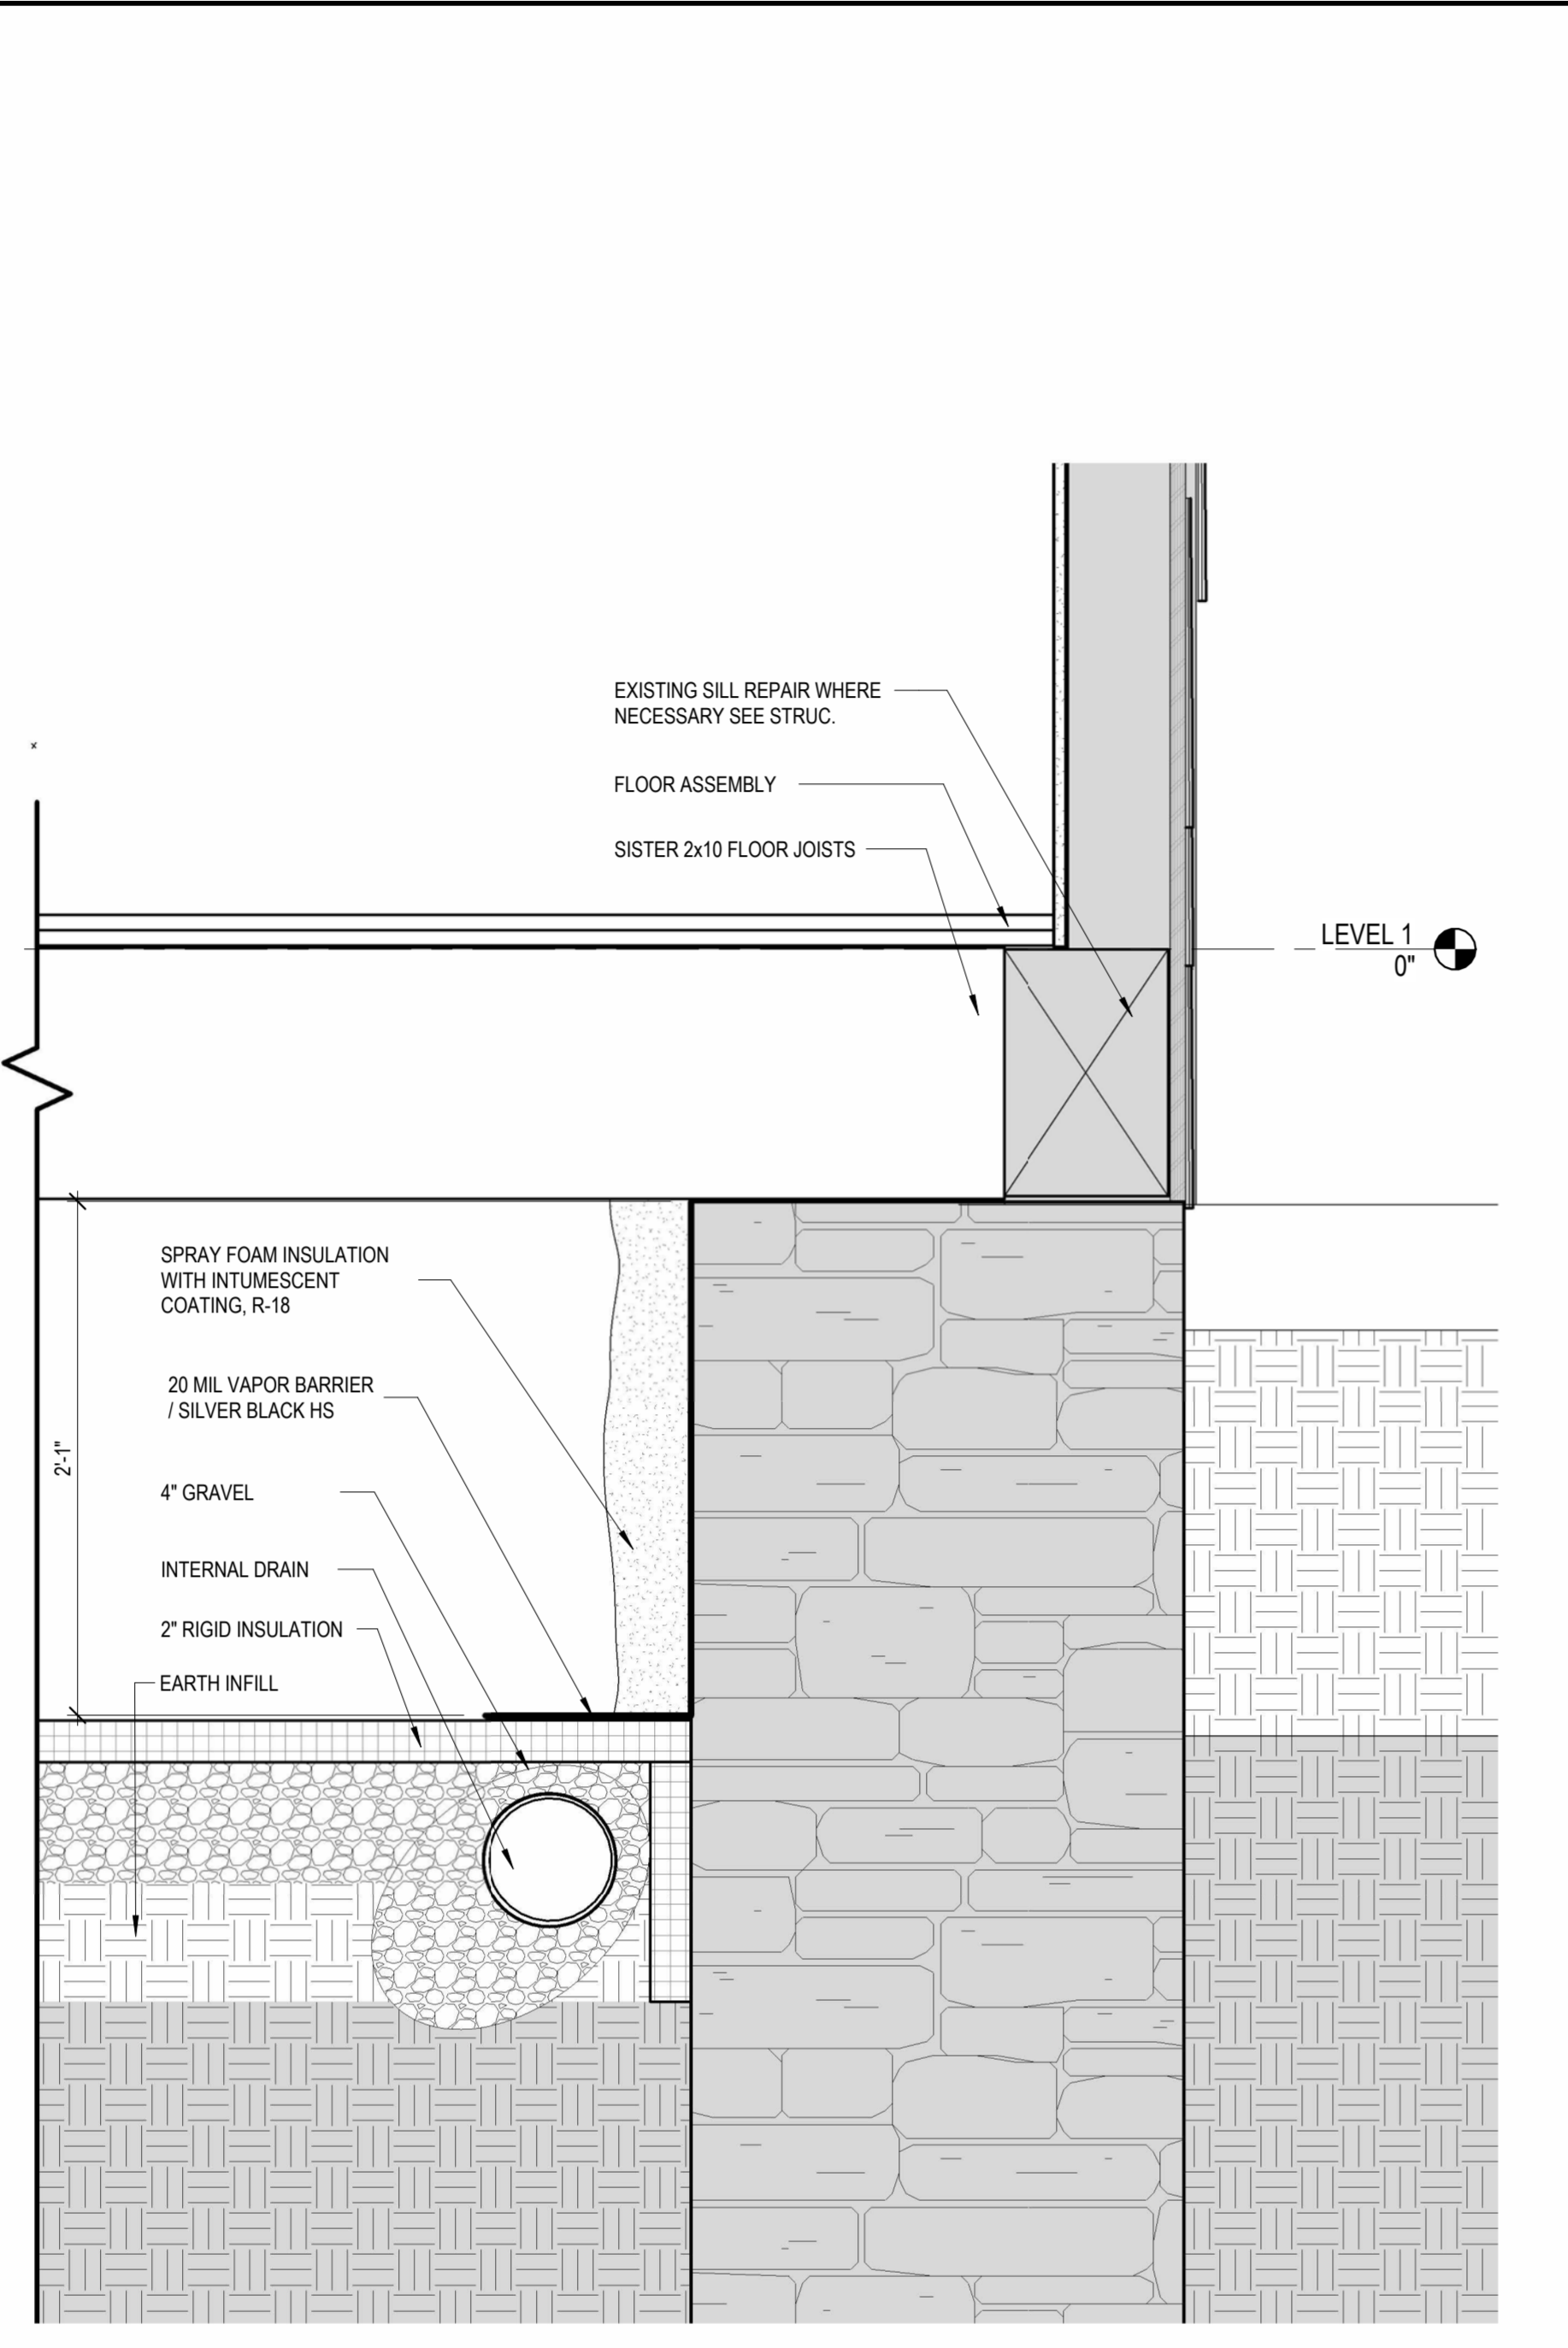 EXISTING SILL REPAIR WHERE
NECESSARY SEE STRUC.
x
FLOOR ASSEMBLY
SISTER 2x10 FLOOR JOISTS
LEVEL 1
0"
SPRAY FOAM INSULATION
WITH INTUMESCENT
COATING, R-18
20 MIL VAPOR BARRIER
/ SILVER BLACK HS
2'-1"
4" GRAVEL
INTERNAL DRAIN
2" RIGID INSULATION
EARTH INFILL